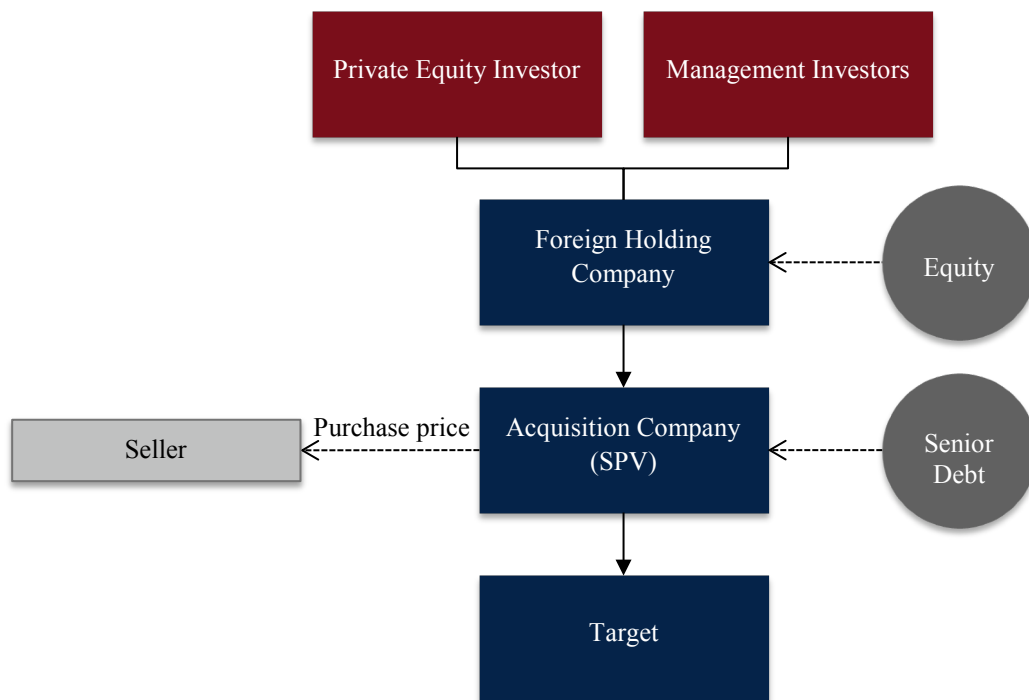 Private Equity Investor
Management Investors
Foreign Holding
Company
Equity
Purchase price
Acquisition Company
(SPV)
Seller
Senior
Debt
Target